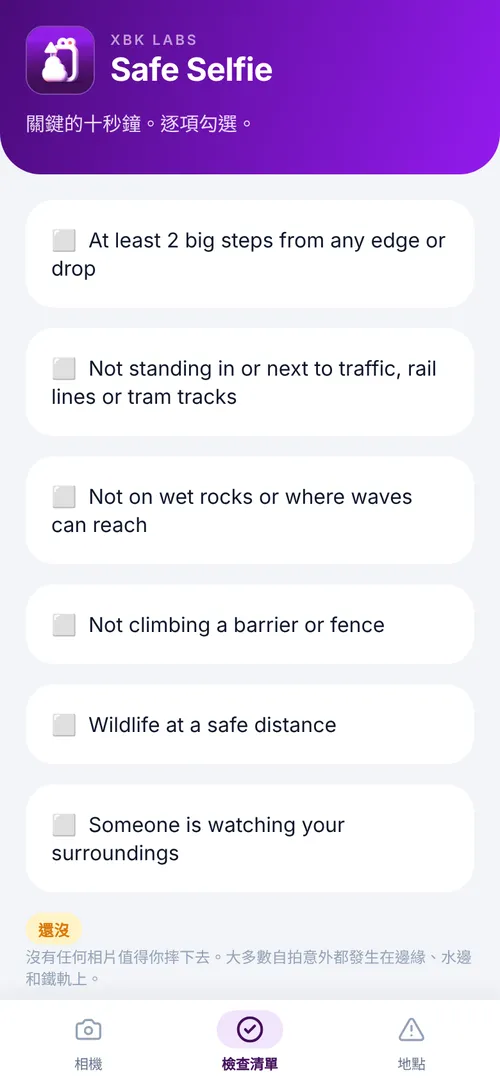 XBK LABS
Safe Selfie
關鍵的十秒鐘。逐項勾選。
At least 2 big steps from any edge or
drop
Not standing in or next to traffic, rail
lines or tram tracks
Not on wet rocks or where waves
can reach
Not climbing a barrier or fence
Wildlife at a safe distance
Someone is watching your
surroundings
還沒
沒有任何相片值得你摔下去。大多數自拍意外都發生在邊緣、水邊
和鐵軌上。
相機
檢查清單
地點